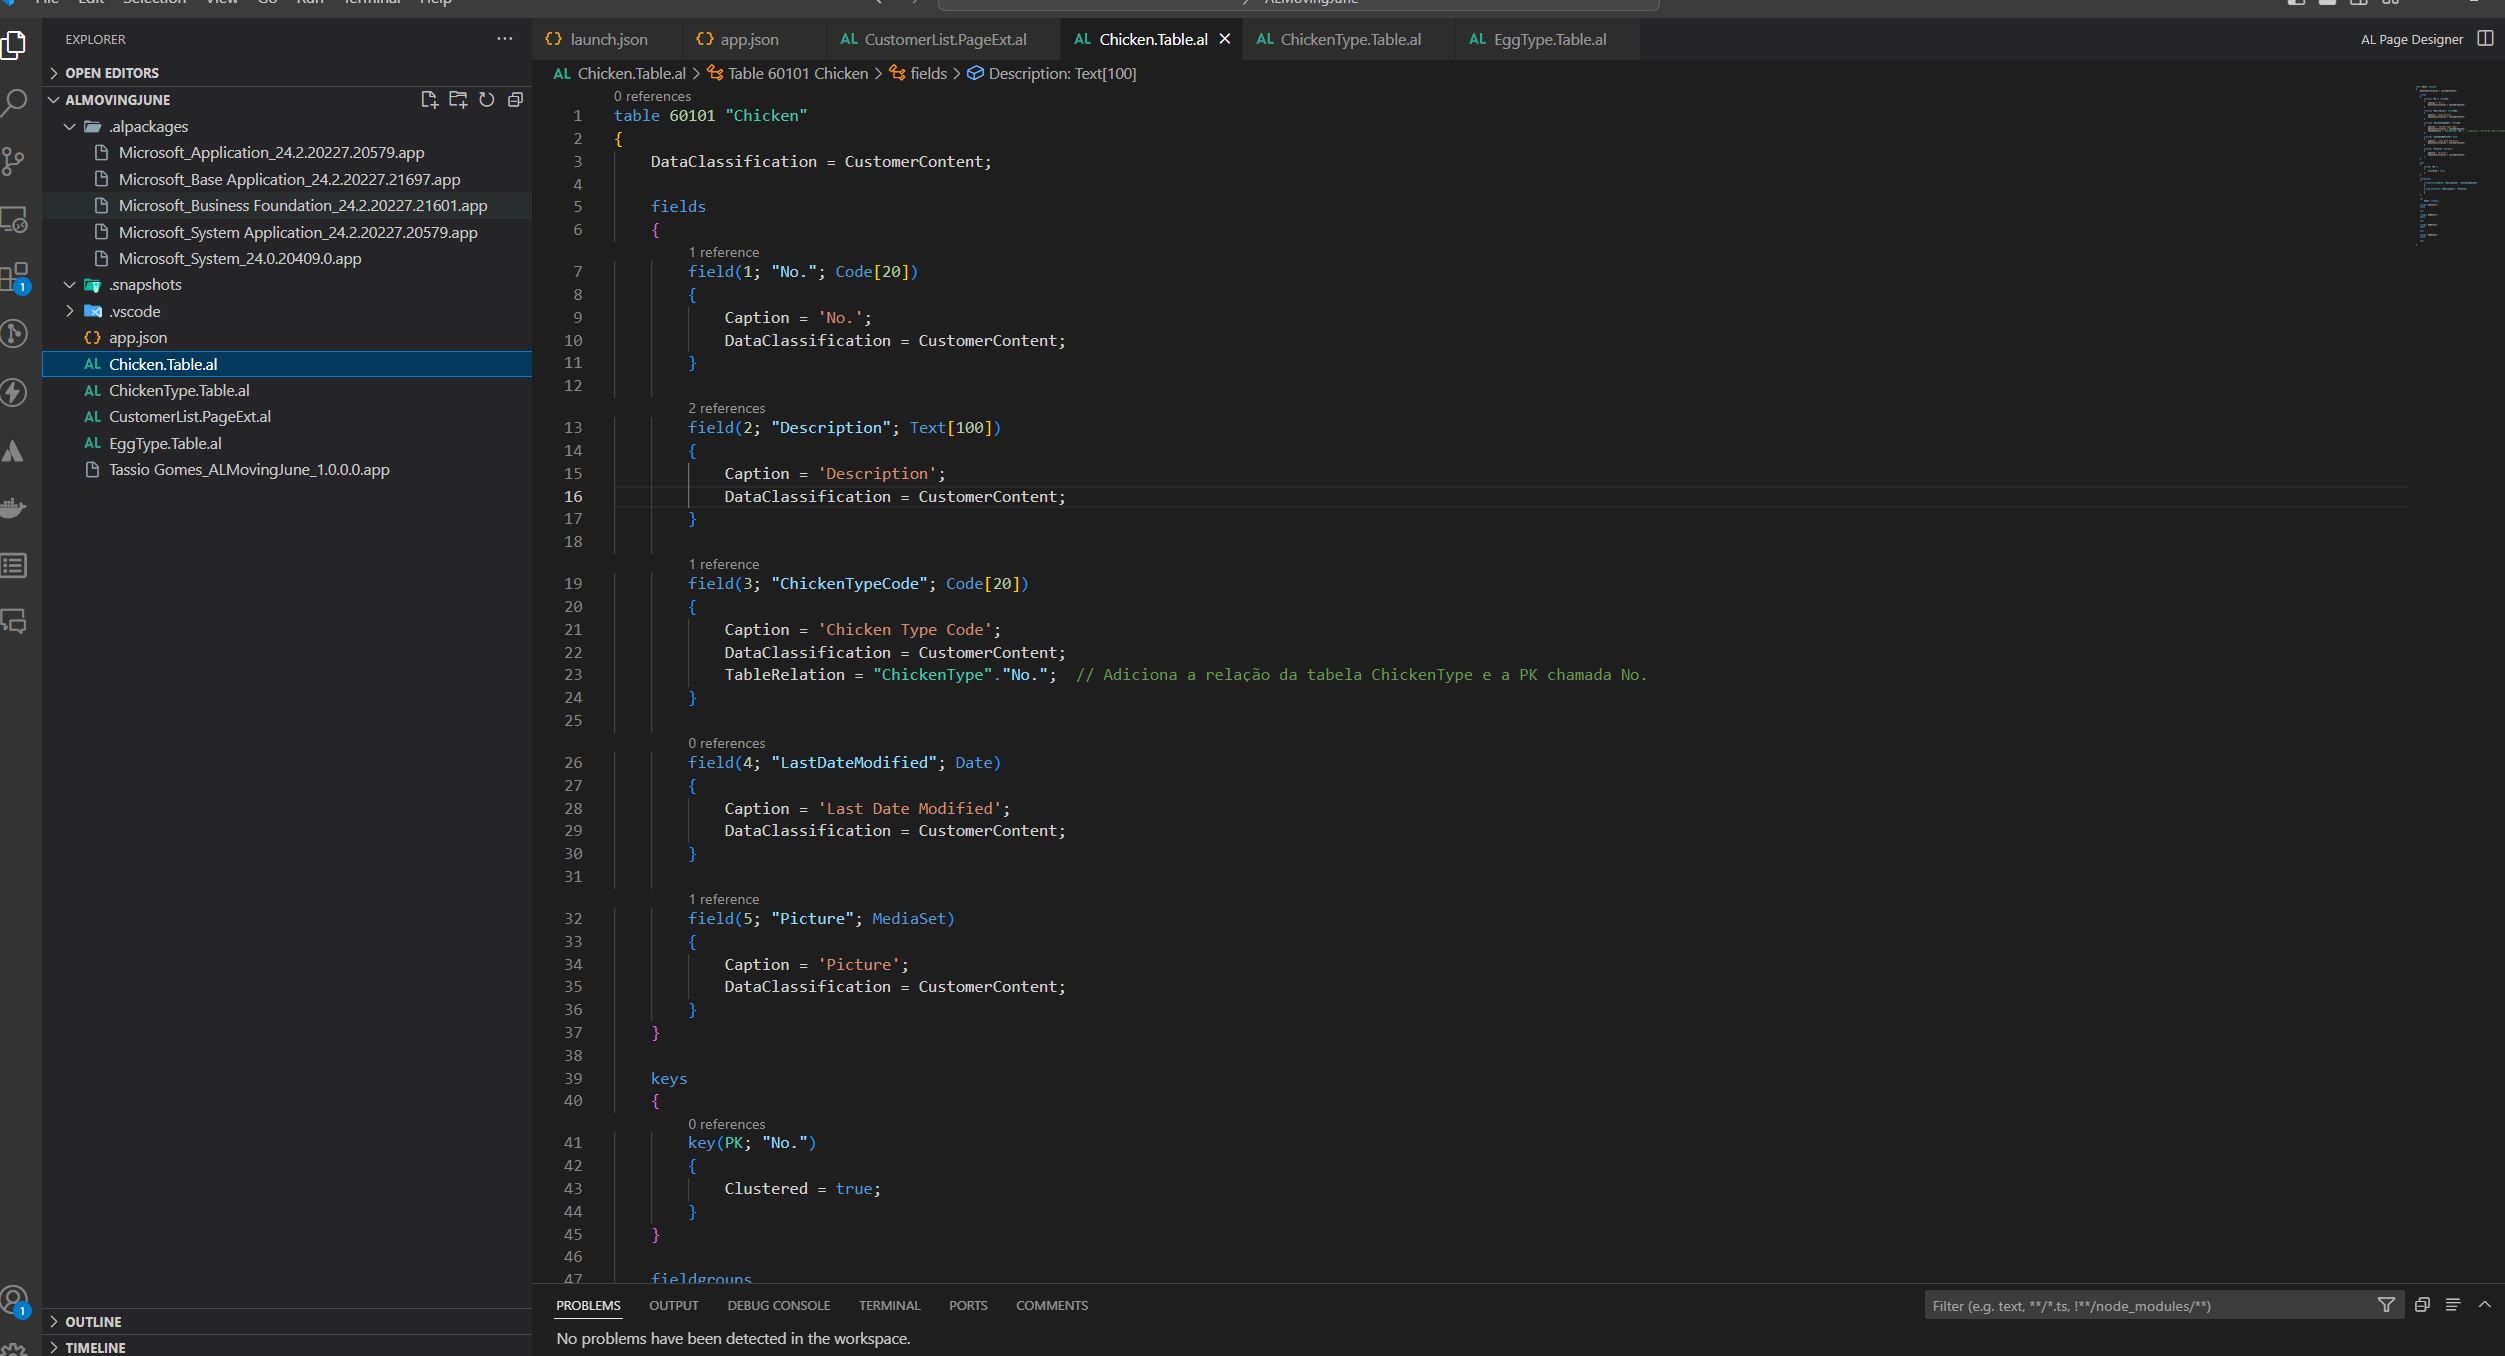 File Edit Selection View Go Run Terminal Help
ALMovingJune
EXPLORER
OPEN EDITORS
ALMOVINGJUNE
.alpackages
Microsoft_Application_24.2.20227.20579.app
Microsoft_Base Application_24.2.20227.21697.app
Microsoft_Business Foundation_24.2.20227.21601.app
Microsoft_System Application_24.2.20227.20579.app
Microsoft_System_24.0.20409.0.app
.snapshots
.vscode
{} app.json
AL Chicken.Table.al
AL ChickenType.Table.al
AL CustomerList.PageExt.al
AL EggType.Table.al
Tassio Gomes_ALMovingJune_1.0.0.0.app
1
1
OUTLINE
TIMELINE
{} launch.json {} app.json AL CustomerList.PageExt.al AL Chicken.Table.al AL ChickenType.Table.al AL EggType.Table.al AL Page Designer
AL Chicken.Table.al > Table 60101 Chicken > fields > Description: Text[100]
0 references
1 table 60101 "Chicken"
2 {
3 DataClassification = CustomerContent;
4
5 fields
6 {
1 reference
7 field(1; "No."; Code[20])
8 {
9 Caption = 'No.';
10 DataClassification = CustomerContent;
11 }
12
2 references
13 field(2; "Description"; Text[100])
14 {
15 Caption = 'Description';
16 DataClassification = CustomerContent;
17 }
18
1 reference
19 field(3; "ChickenTypeCode"; Code[20])
20 {
21 Caption = 'Chicken Type Code';
22 DataClassification = CustomerContent;
23 TableRelation = "ChickenType"."No."; // Adiciona a relação da tabela ChickenType e a PK chamada No.
24 }
25
0 references
26 field(4; "LastDateModified"; Date)
27 {
28 Caption = 'Last Date Modified';
29 DataClassification = CustomerContent;
30 }
31
1 reference
32 field(5; "Picture"; MediaSet)
33 {
34 Caption = 'Picture';
35 DataClassification = CustomerContent;
36 }
37 }
38
39 keys
40 {
0 references
41 key(PK; "No.")
42 {
43 Clustered = true;
44 }
45 }
46
47 fieldgroups
PROBLEMS OUTPUT DEBUG CONSOLE TERMINAL PORTS COMMENTS Filter (e.g. text, **/*.ts, !**/node_modules/**)
No problems have been detected in the workspace.